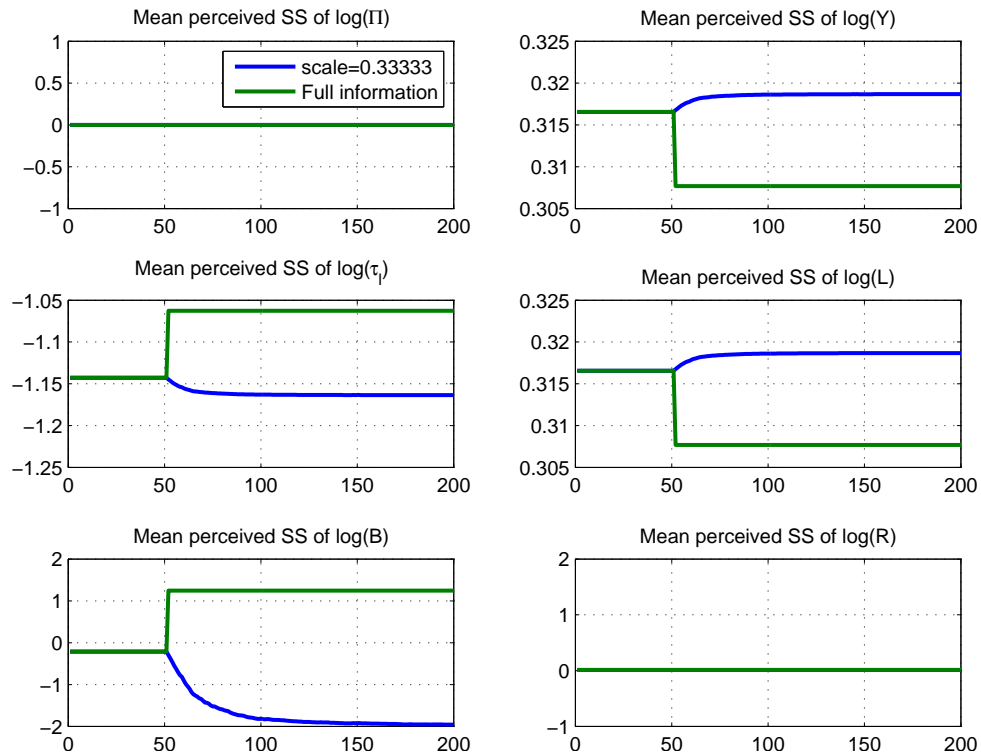 Mean perceived SS of log(Π)
1
0.5
0
−0.5
−1
0 50 100 150 200
scale=0.33333
Full information
Mean perceived SS of log(Y)
0.325
0.32
0.315
0.31
0.305
0 50 100 150 200
Mean perceived SS of log(τl)
−1.05
−1.1
−1.15
−1.2
−1.25
0 50 100 150 200
Mean perceived SS of log(L)
0.325
0.32
0.315
0.31
0.305
0 50 100 150 200
Mean perceived SS of log(B)
2
1
0
−1
−2
0 50 100 150 200
Mean perceived SS of log(R)
2
1
0
−1
0 50 100 150 200